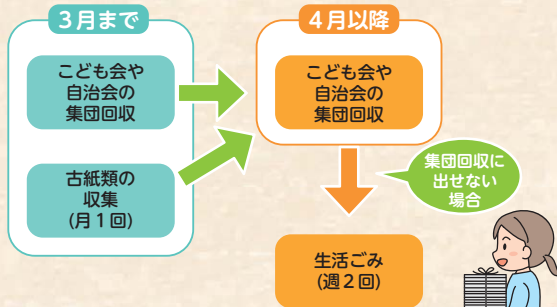 3月まで
こども会や
自治会の
集団回収
古紙類の
収集
(月1回)
4月以降
こども会や
自治会の
集団回収
集団回収に
出せない
場合
生活ごみ
(週2回)